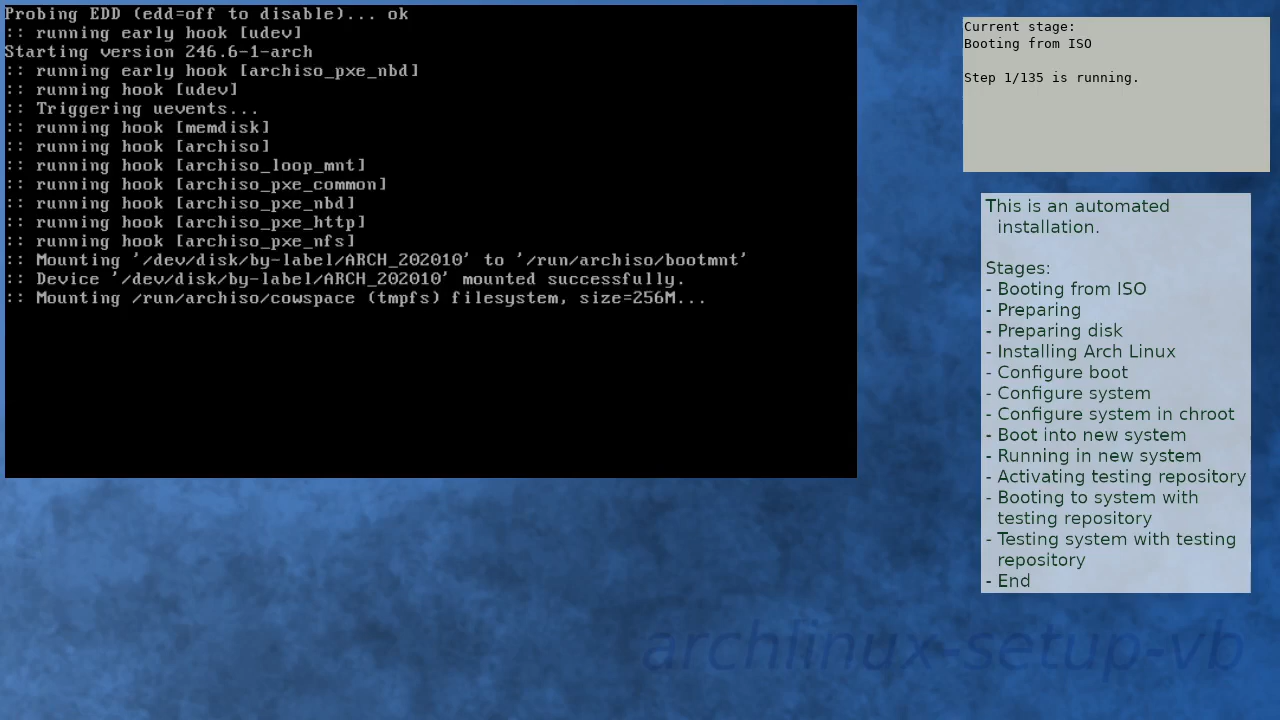 Probing EDD (edd=off to disable)... ok
:: running early hook [udev]
Starting version 246.6-1-arch
:: running early hook [archiso_pxe_nbd]
:: running hook [udev]
:: Triggering uevents...
:: running hook [memdisk]
:: running hook [archiso]
:: running hook [archiso_loop_mnt]
:: running hook [archiso_pxe_common]
:: running hook [archiso_pxe_nbd]
:: running hook [archiso_pxe_http]
:: running hook [archiso_pxe_nfs]
:: Mounting '/dev/disk/by-label/ARCH_202010' to '/run/archiso/bootmnt'
:: Device '/dev/disk/by-label/ARCH_202010' mounted successfully.
:: Mounting /run/archiso/cowspace (tmpfs) filesystem, size=256M...
Current stage:
Booting from ISO
Step 1/135 is running.
This is an automated
installation.
Stages:
- Booting from ISO
- Preparing
- Preparing disk
- Installing Arch Linux
- Configure boot
- Configure system
- Configure system in chroot
- Boot into new system
- Running in new system
- Activating testing repository
- Booting to system with
testing repository
- Testing system with testing
repository
- End
archlinux-setup-vb